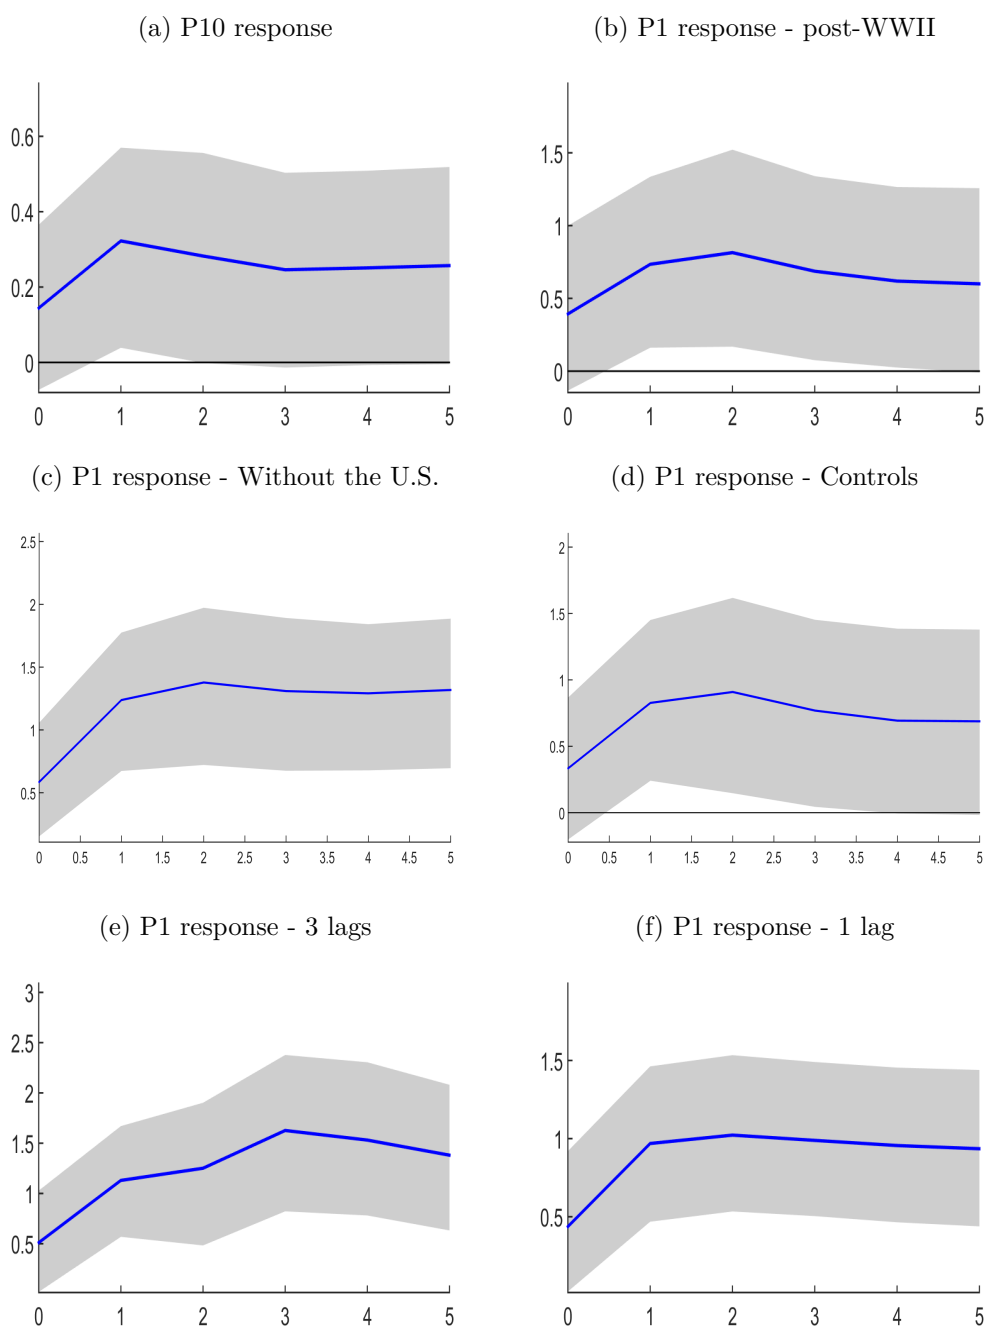 (a) P10 response
(b) P1 response - post-WWII
0.6
0.4
0.2
0
0 1 2 3 4 5
1.5
1
0.5
0
0 1 2 3 4 5
(c) P1 response - Without the U.S.
(d) P1 response - Controls
2.5
2
1.5
1
0.5
0 0.5 1 1.5 2 2.5 3 3.5 4 4.5 5
2
1.5
1
0.5
0
0 0.5 1 1.5 2 2.5 3 3.5 4 4.5 5
(e) P1 response - 3 lags
(f) P1 response - 1 lag
3
2.5
2
1.5
1
0.5
0 1 2 3 4 5
1.5
1
0.5
0 1 2 3 4 5